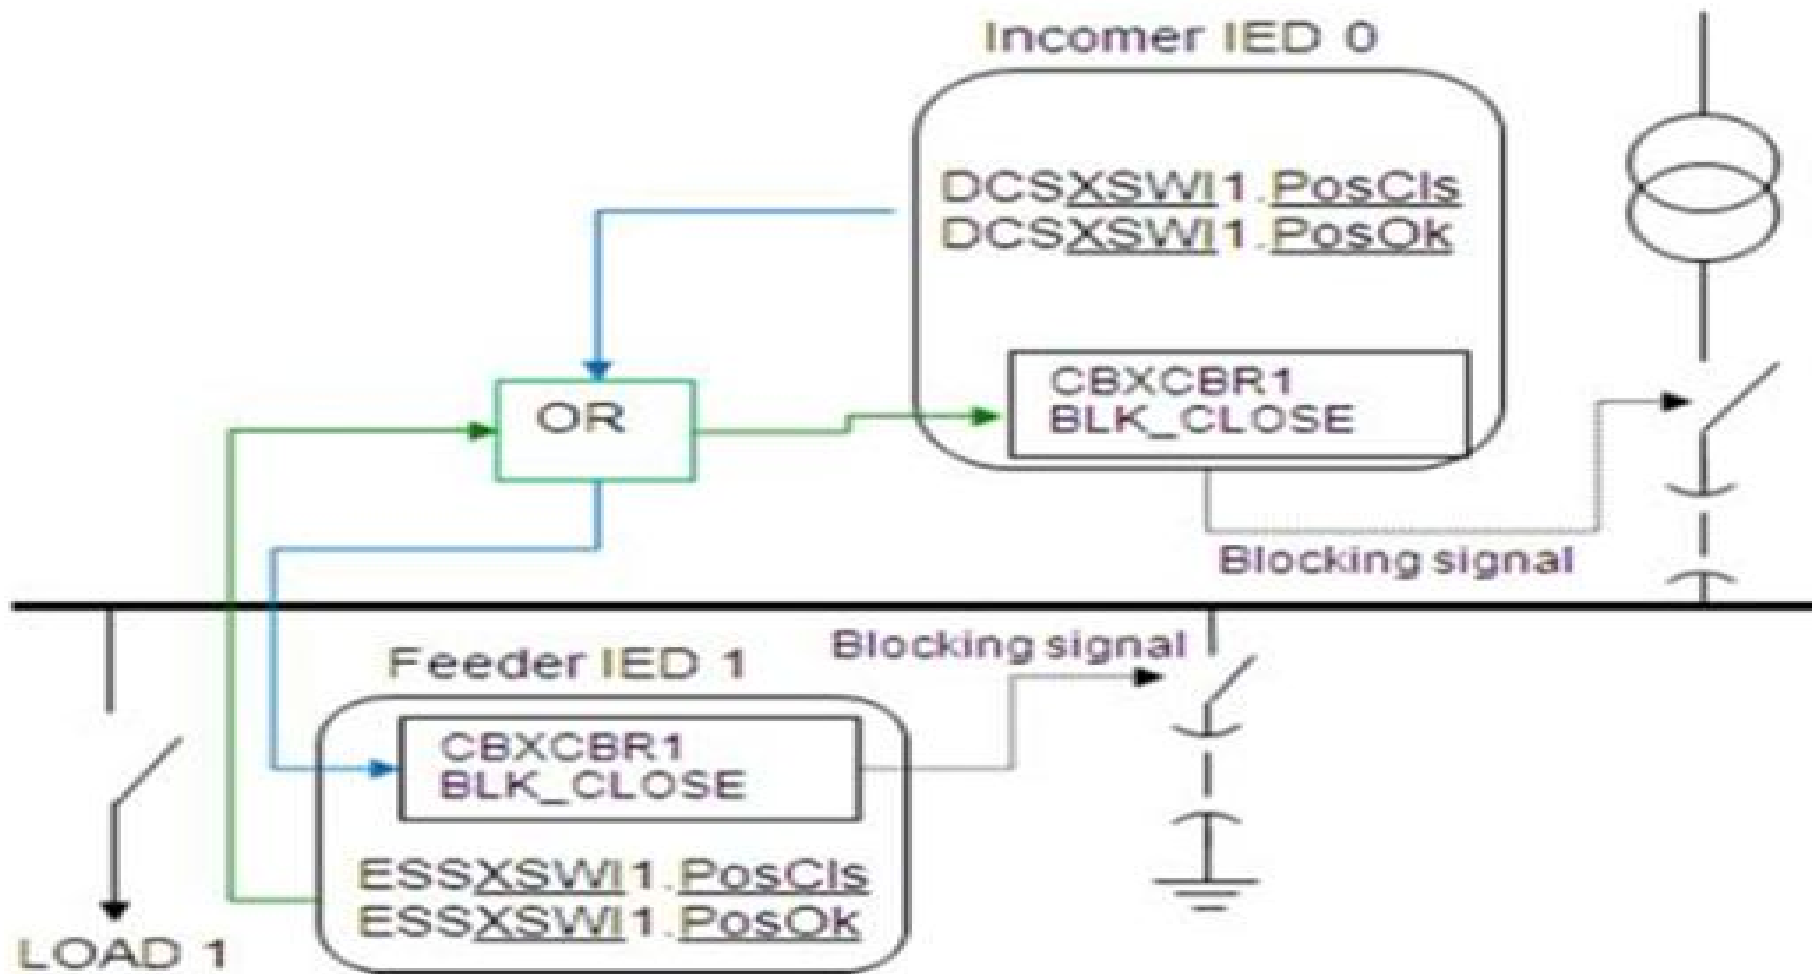 Incomer IED 0
DCSXSWI1.PosCls
DCSXSWI1.PosOk
CBXCBR1
BLK_CLOSE
OR
Blocking signal
Blocking signal
Feeder IED 1
CBXCBR1
BLK_CLOSE
ESSXSWI1.PosCls
ESSXSWI1.PosOk
LOAD 1